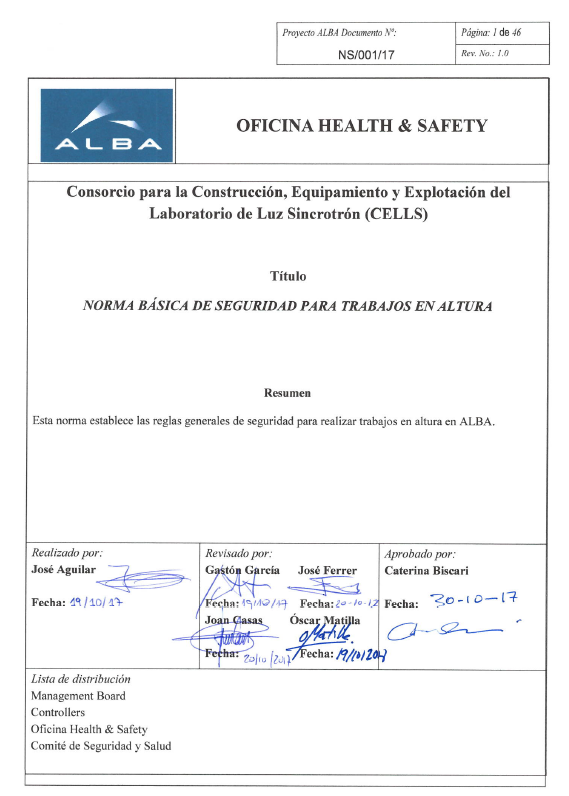 Proyecto ALBA Documento Nº:
NS/001/17
Página: 1 de 46
Rev. No.: 1.0
ALBA
OFICINA HEALTH & SAFETY
Consorcio para la Construcción, Equipamiento y Explotación del
Laboratorio de Luz Sincrotrón (CELLS)
Título
NORMA BÁSICA DE SEGURIDAD PARA TRABAJOS EN ALTURA
Resumen
Esta norma establece las reglas generales de seguridad para realizar trabajos en altura en ALBA.
Realizado por:
José Aguilar
Fecha: 19/10/17
Revisado por:
Gastón García José Ferrer
Fecha: 19/10/17 Fecha: 20-10-17
Joan Casas Óscar Matilla
Fecha: 20/10/2017 Fecha: 19/10/2017
Aprobado por:
Caterina Biscari
Fecha: 30-10-17
Lista de distribución
Management Board
Controllers
Oficina Health & Safety
Comité de Seguridad y Salud